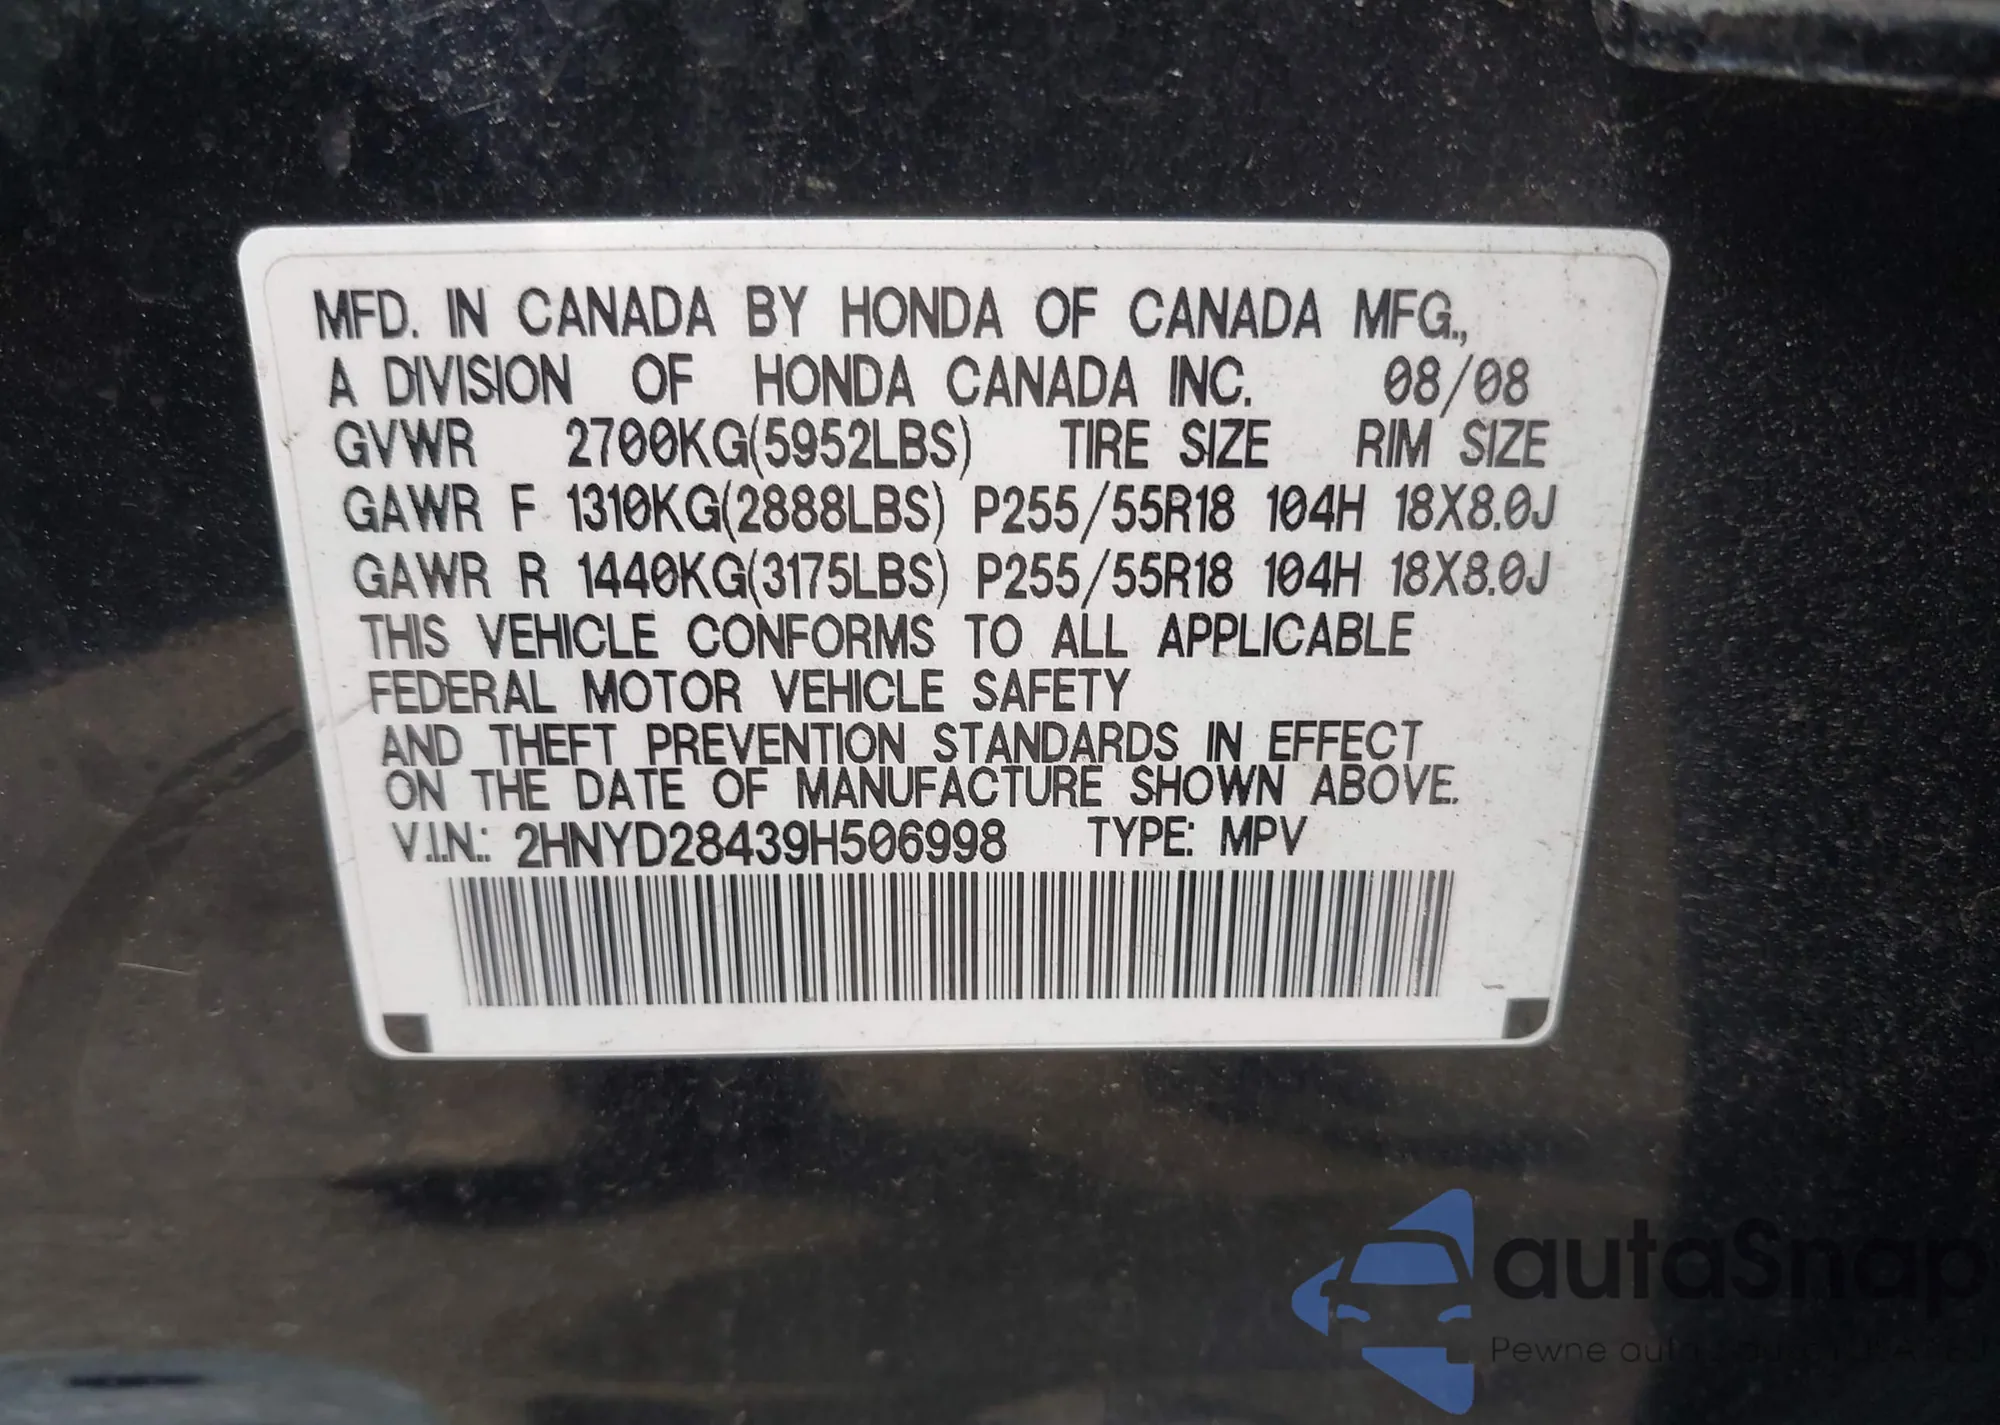 MFD. IN CANADA BY HONDA OF CANADA MFG.,
A DIVISION OF HONDA CANADA INC. 08/08
GVWR 2700KG(5952LBS) TIRE SIZE RIM SIZE
GAWR F 1310KG(2888LBS) P255/55R18 104H 18X8.0J
GAWR R 1440KG(3175LBS) P255/55R18 104H 18X8.0J
THIS VEHICLE CONFORMS TO ALL APPLICABLE
FEDERAL MOTOR VEHICLE SAFETY
AND THEFT PREVENTION STANDARDS IN EFFECT
ON THE DATE OF MANUFACTURE SHOWN ABOVE.
V.I.N.: 2HNYD28439H506998 TYPE: MPV
autaSnap
Pewne